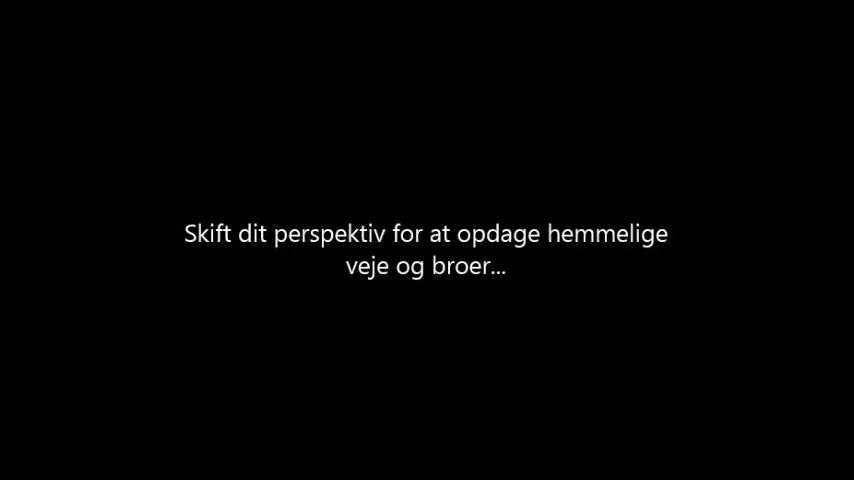 Skift dit perspektiv for at opdage hemmelige
veje og broer...